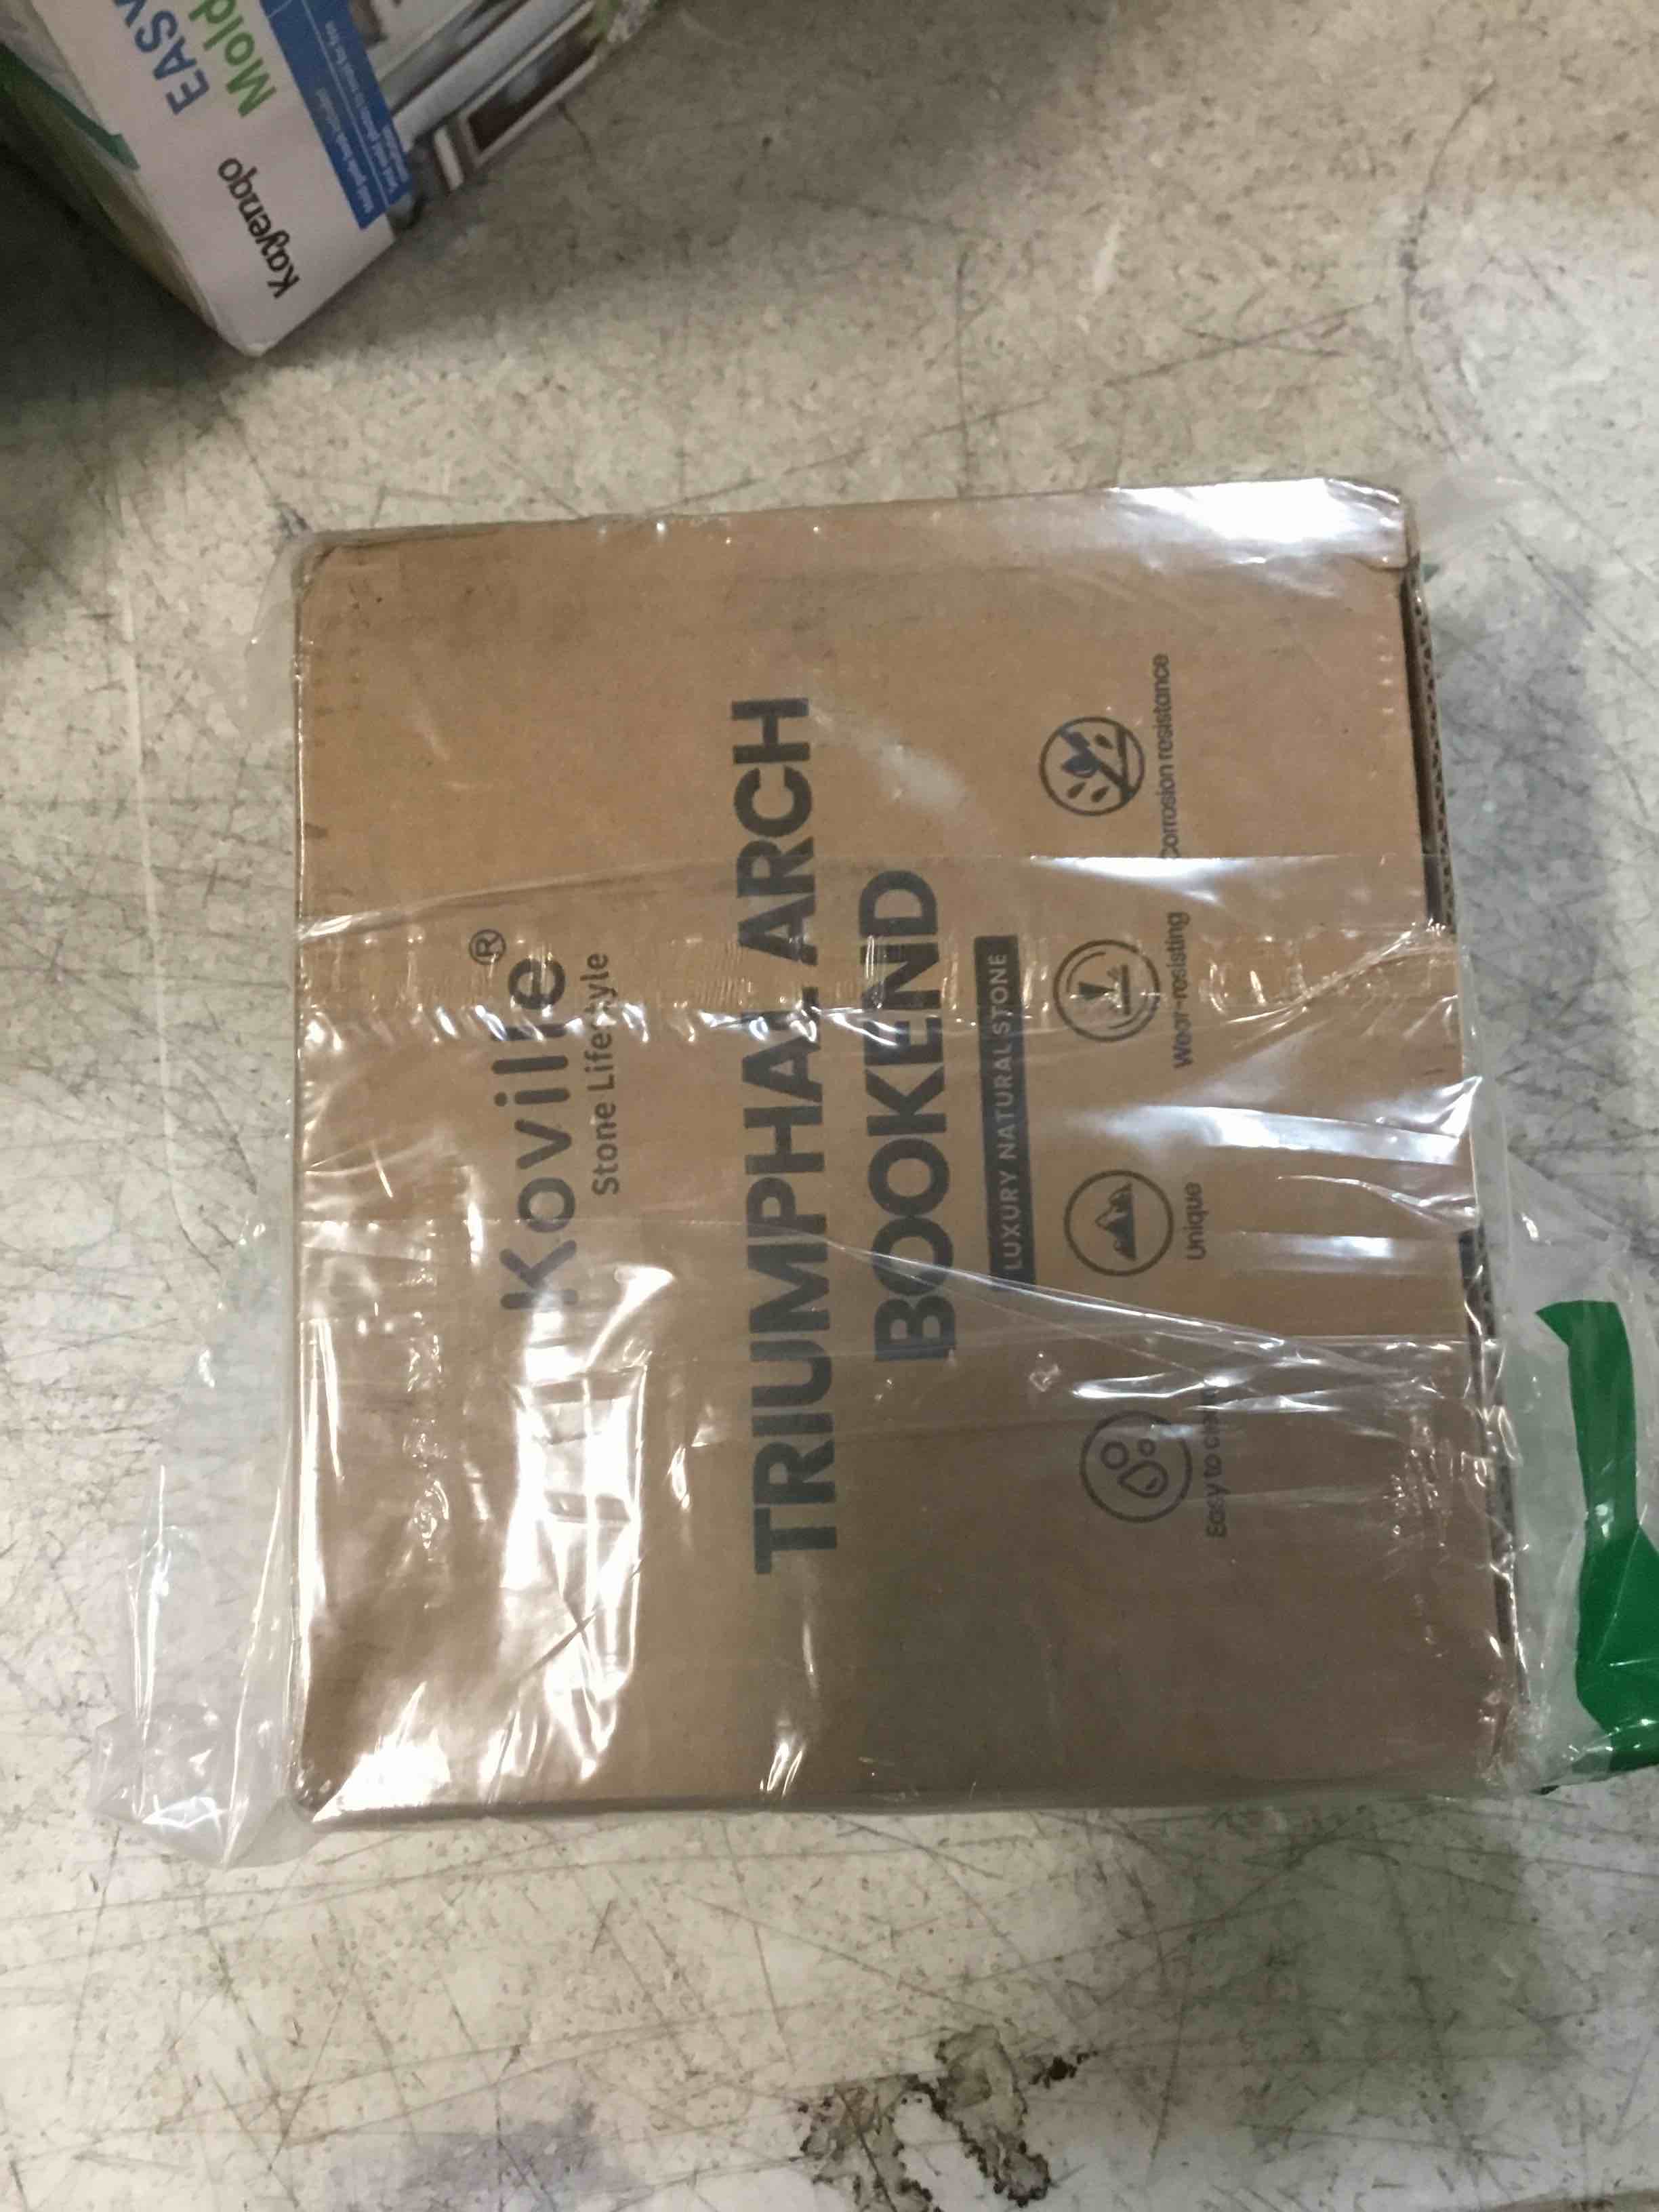 EASY
Mold
Kayenqo
Koville®
Stone Lifestyle
TRIUMPHAL ARCH
BOOKEND
LUXURY NATURAL STONE
Easy to clean
Unique
Wear-resisting
Corrosion resistance